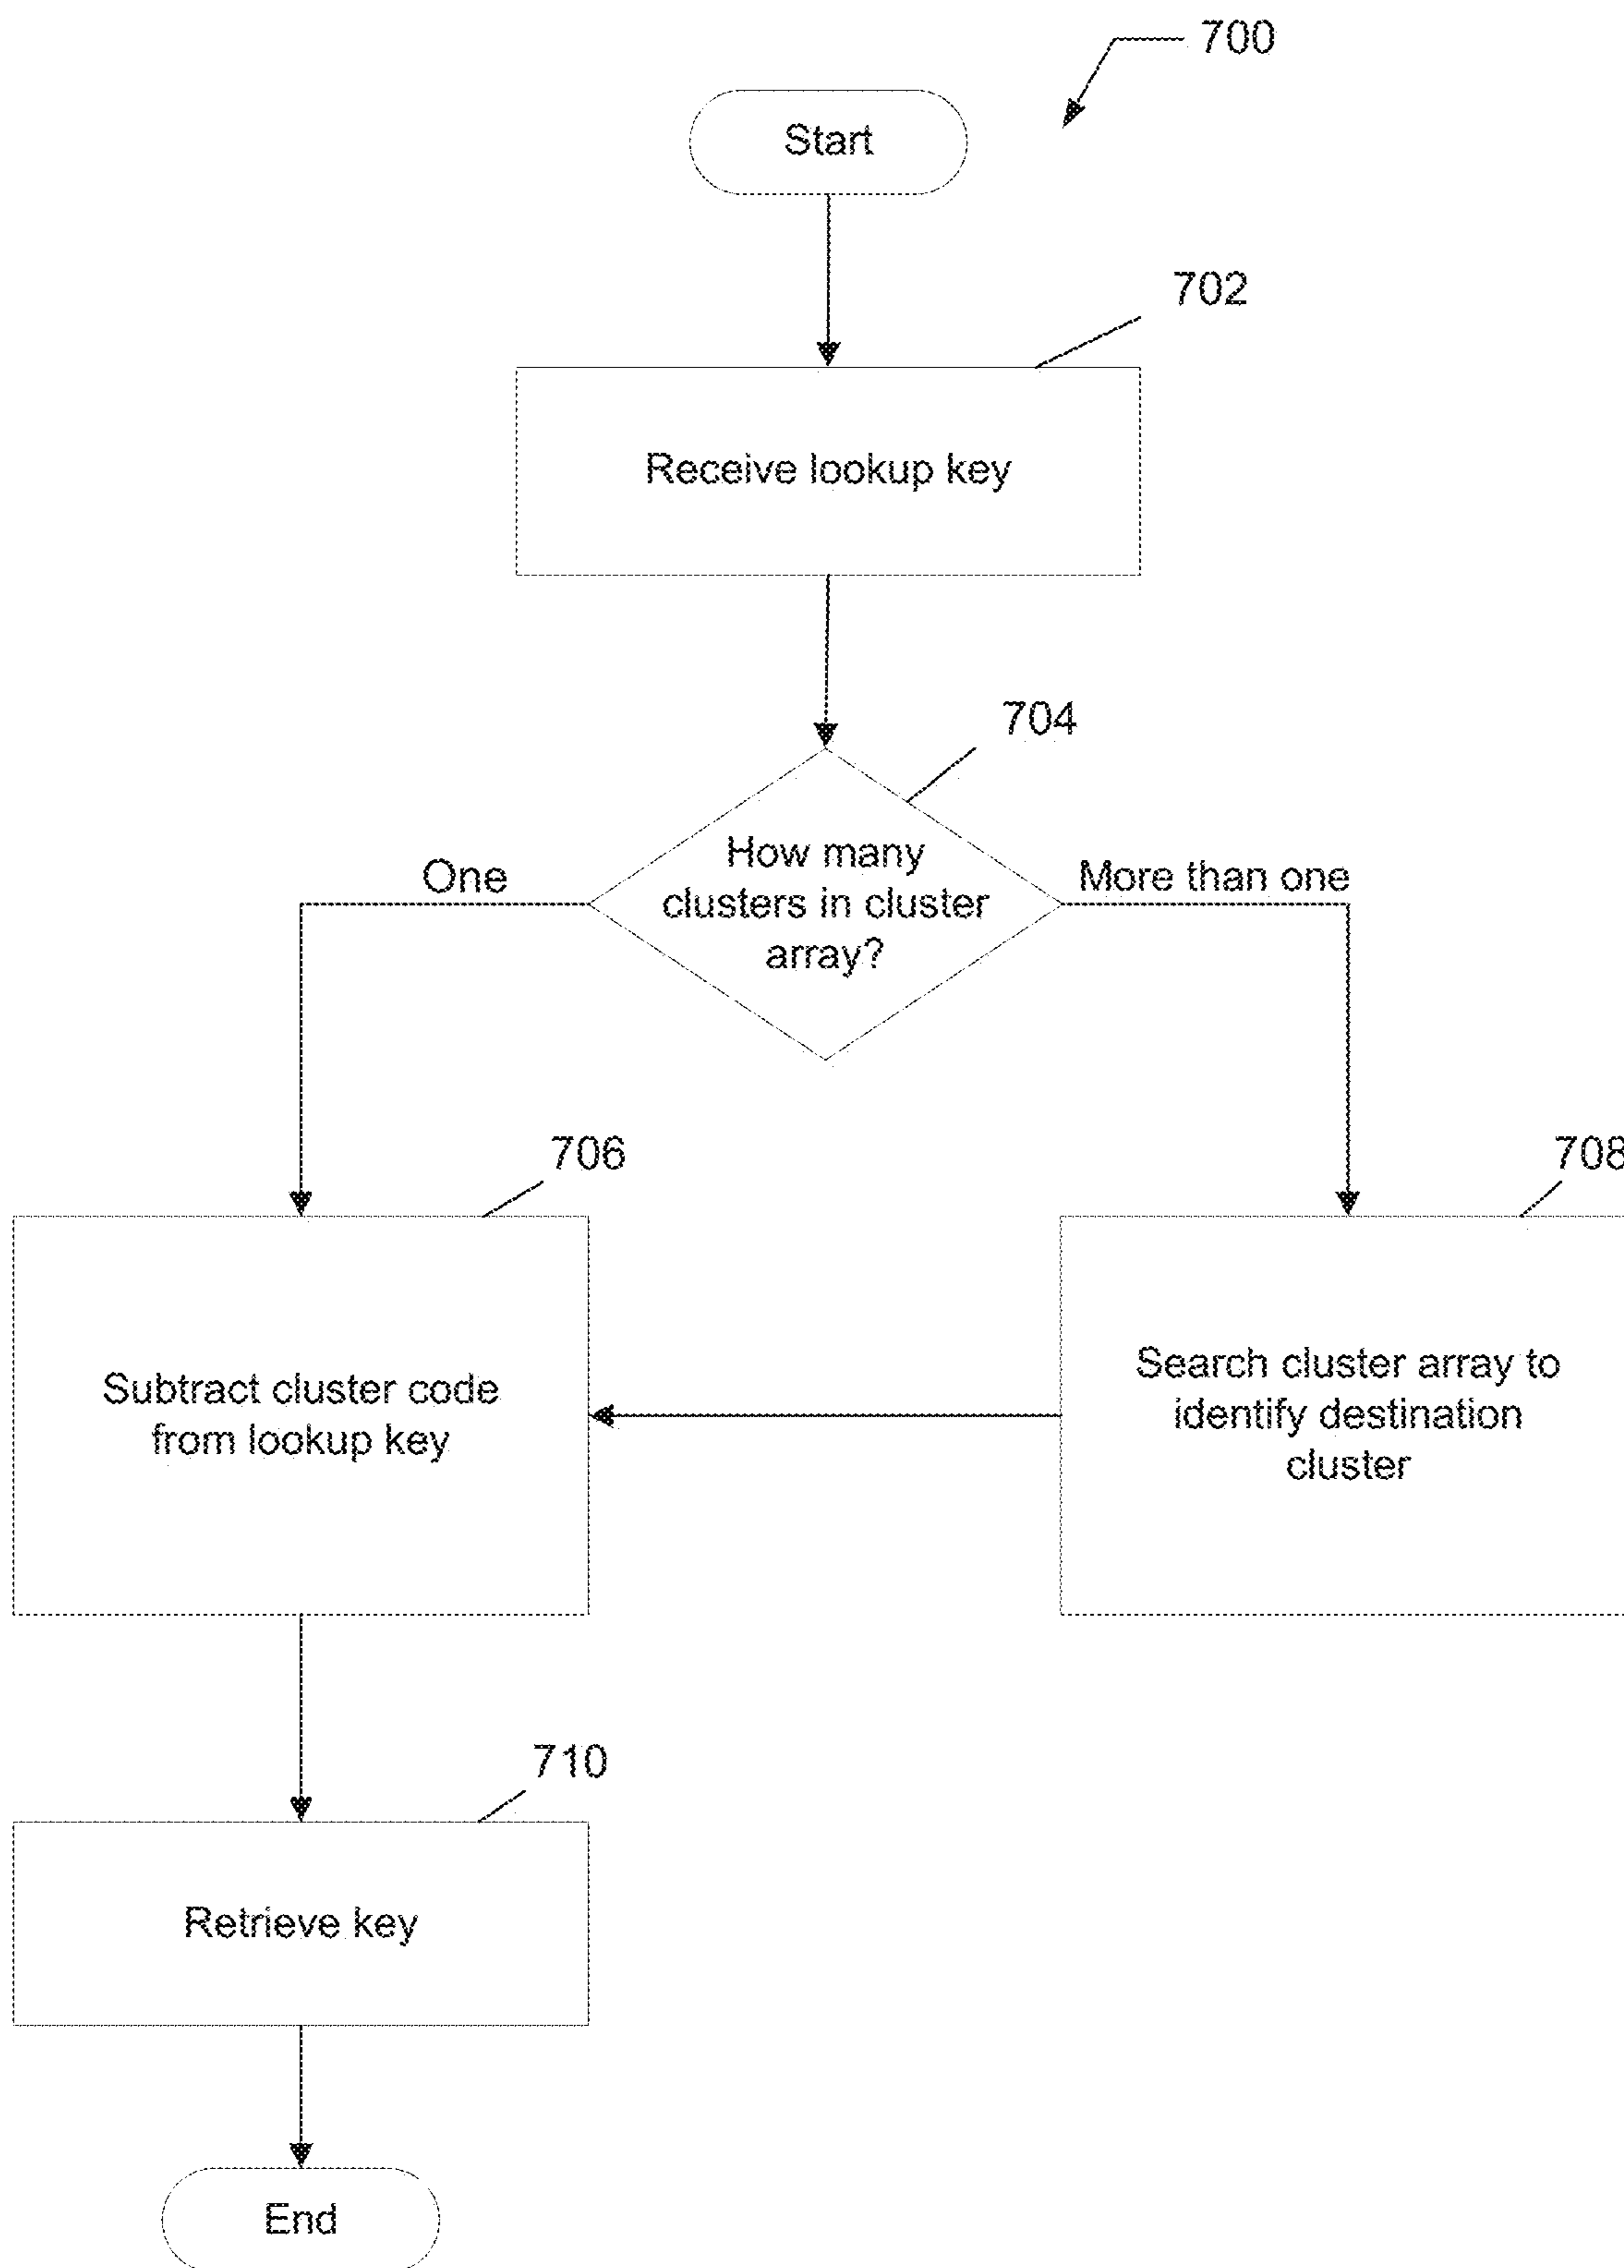 700
Start
702
Receive lookup key
704
How many
clusters in cluster
array?
One
More than one
706
708
Subtract cluster code
from lookup key
Search cluster array to
identify destination
cluster
710
Retrieve key
End